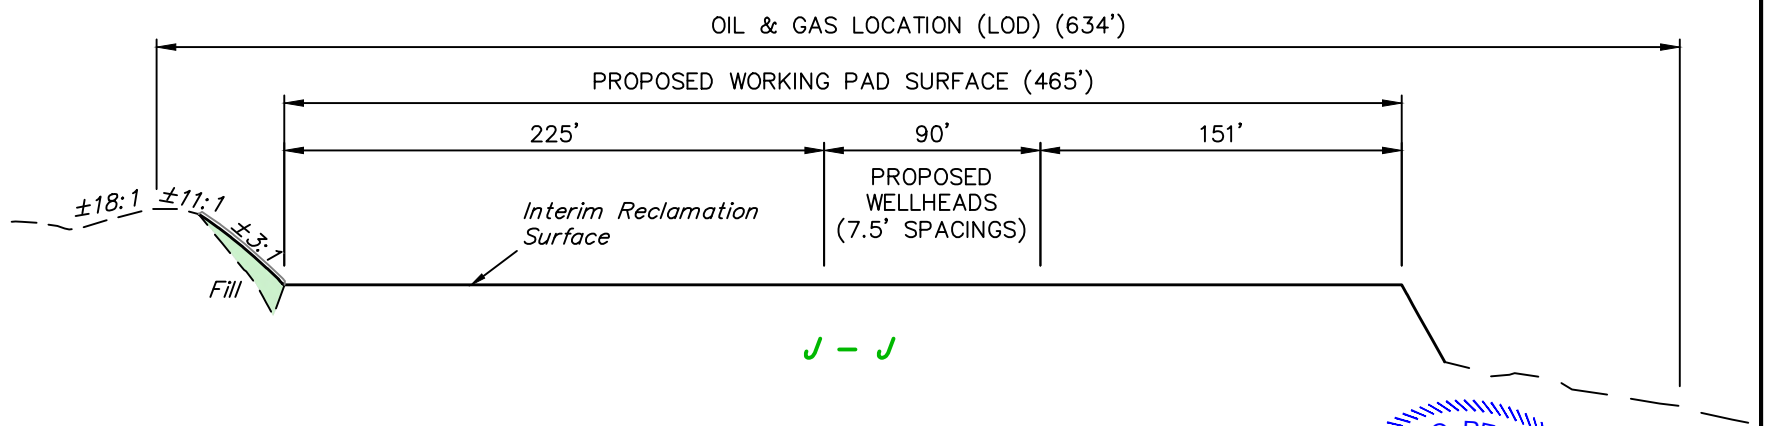 OIL & GAS LOCATION (LOD) (634')
PROPOSED WORKING PAD SURFACE (465')
225'
90'
151'
PROPOSED
WELLHEADS
(7.5' SPACINGS)
±18:1
±11:1
±3:1
Interim Reclamation
Surface
Fill
J - J